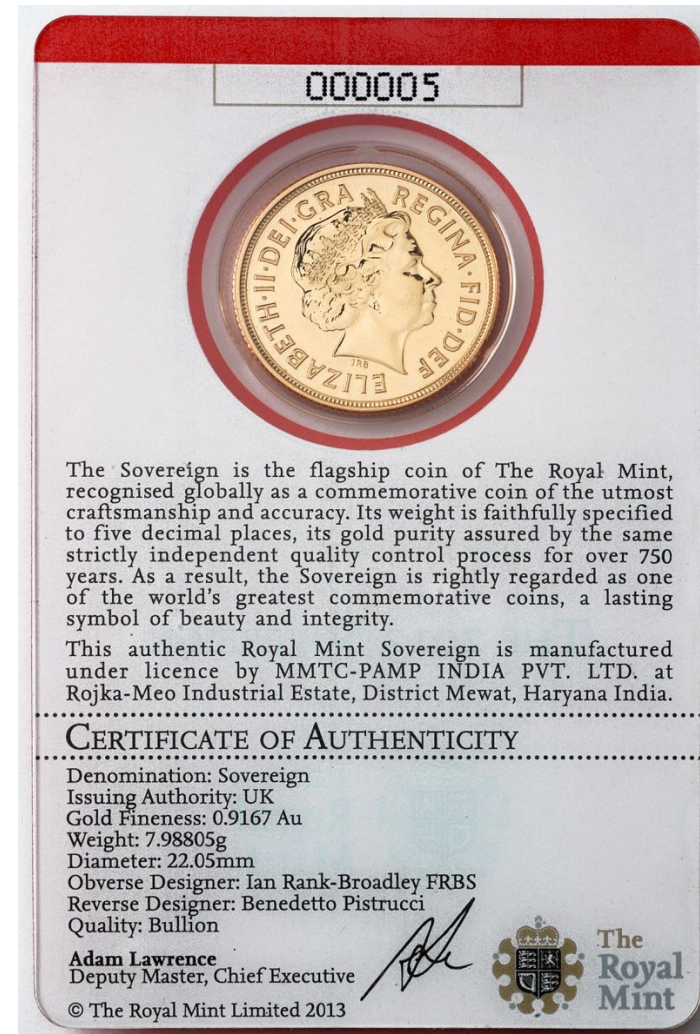 000005
ELIZABETH·II·DEI·GRA REGINA·FID·DEF
IRB
The Sovereign is the flagship coin of The Royal Mint,
recognised globally as a commemorative coin of the utmost
craftsmanship and accuracy. Its weight is faithfully specified
to five decimal places, its gold purity assured by the same
strictly independent quality control process for over 750
years. As a result, the Sovereign is rightly regarded as one
of the world's greatest commemorative coins, a lasting
symbol of beauty and integrity.
This authentic Royal Mint Sovereign is manufactured
under licence by MMTC-PAMP INDIA PVT. LTD. at
Rojka-Meo Industrial Estate, District Mewat, Haryana India.
CERTIFICATE OF AUTHENTICITY
Denomination: Sovereign
Issuing Authority: UK
Gold Fineness: 0.9167 Au
Weight: 7.98805g
Diameter: 22.05mm
Obverse Designer: Ian Rank-Broadley FRBS
Reverse Designer: Benedetto Pistrucci
Quality: Bullion
Adam Lawrence
Deputy Master, Chief Executive
© The Royal Mint Limited 2013
The
Royal
Mint